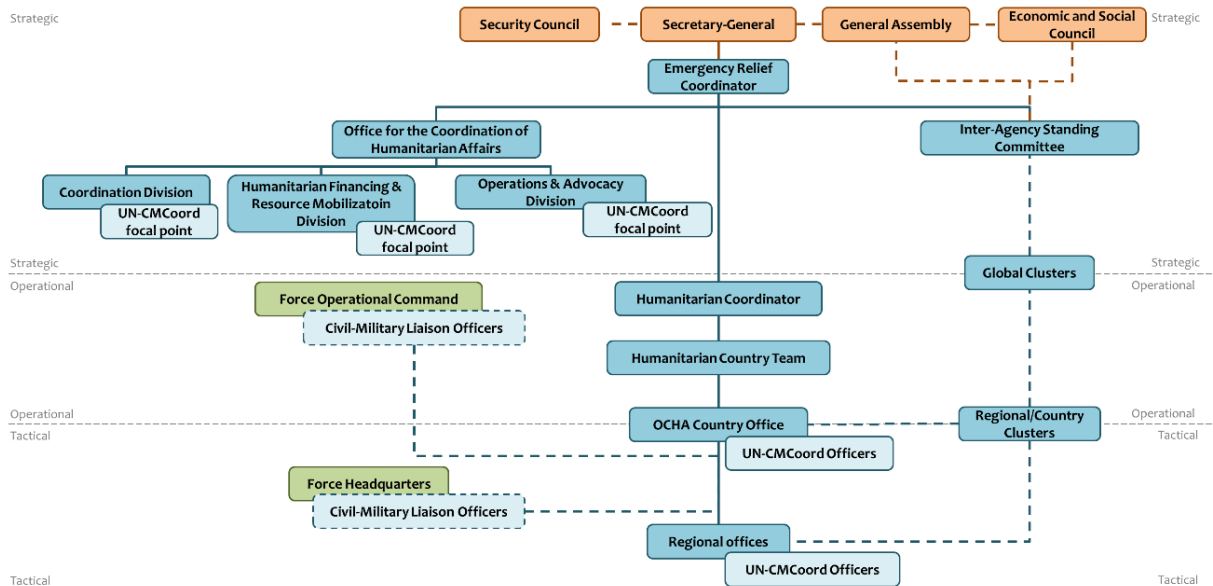 Strategic
Security Council
Secretary-General
General Assembly
Economic and Social
Council
Strategic
Emergency Relief
Coordinator
Office for the Coordination of
Humanitarian Affairs
Inter-Agency Standing
Committee
Coordination Division
UN-CMCoord
focal point
Humanitarian Financing &
Resource Mobilizatoin
Division
UN-CMCoord
focal point
Operations & Advocacy
Division
UN-CMCoord
focal point
Strategic
Global Clusters
Strategic
Operational
Operational
Force Operational Command
Civil-Military Liaison Officers
Humanitarian Coordinator
Humanitarian Country Team
Operational
OCHA Country Office
Regional/Country
Clusters
Operational
Tactical
Tactical
UN-CMCoord Officers
Force Headquarters
Civil-Military Liaison Officers
Regional offices
UN-CMCoord Officers
Tactical
Tactical